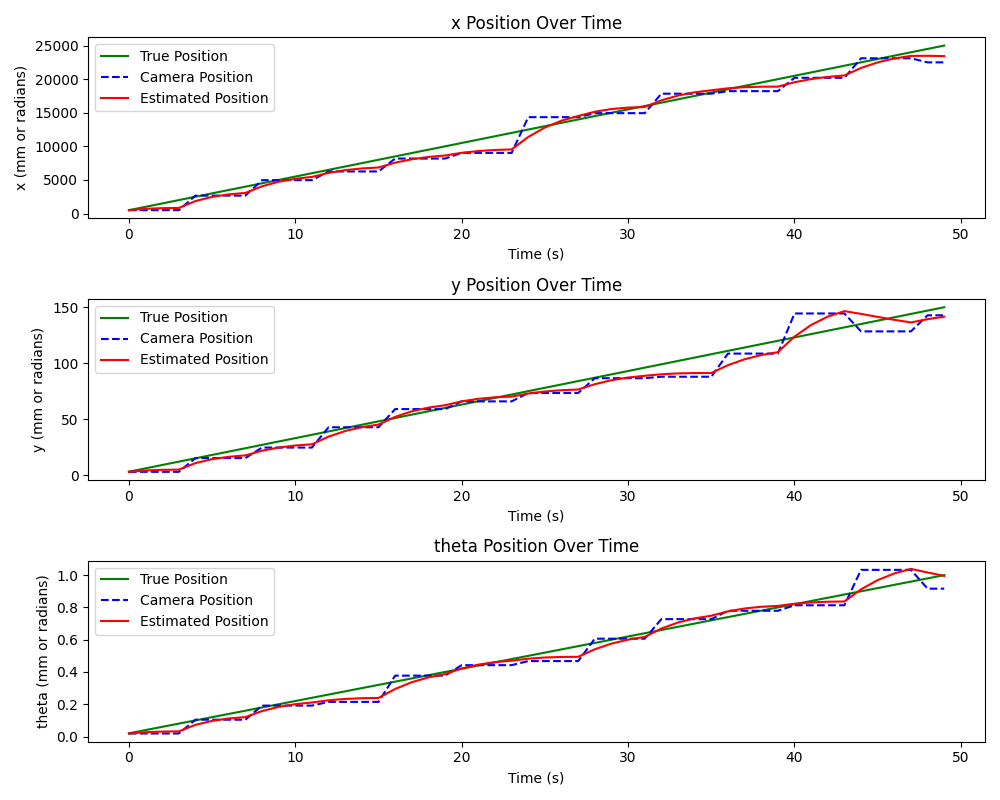 x Position Over Time
x (mm or radians)
25000
20000
15000
10000
5000
0
True Position
Camera Position
Estimated Position
0 10 20 30 40 50
Time (s)
y Position Over Time
y (mm or radians)
150
100
50
0
True Position
Camera Position
Estimated Position
0 10 20 30 40 50
Time (s)
theta Position Over Time
theta (mm or radians)
1.0
0.8
0.6
0.4
0.2
0.0
True Position
Camera Position
Estimated Position
0 10 20 30 40 50
Time (s)